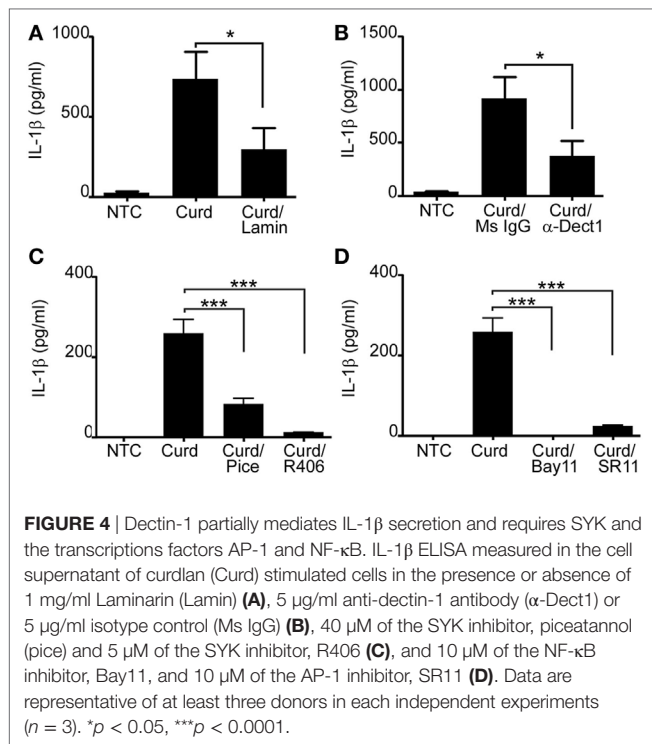 A
B
*
*
1000
500
0
IL-1β (pg/ml)
NTC
Curd
Curd/
Lamin
1500
1000
500
0
IL-1β (pg/ml)
NTC
Curd/
Ms IgG
Curd/
α-Dect1
C
D
***
***
400
200
0
IL-1β (pg/ml)
NTC
Curd
Curd/
Pice
Curd/
R406
***
***
400
200
0
IL-1β (pg/ml)
NTC
Curd
Curd/
Bay11
Curd/
SR11
FIGURE 4 | Dectin-1 partially mediates IL-1β secretion and requires SYK and
the transcriptions factors AP-1 and NF-κB. IL-1β ELISA measured in the cell
supernatant of curdlan (Curd) stimulated cells in the presence or absence of
1 mg/ml Laminarin (Lamin) (A), 5 µg/ml anti-dectin-1 antibody (α-Dect1) or
5 µg/ml isotype control (Ms IgG) (B), 40 µM of the SYK inhibitor, piceatannol
(pice) and 5 µM of the SYK inhibitor, R406 (C), and 10 µM of the NF-κB
inhibitor, Bay11, and 10 µM of the AP-1 inhibitor, SR11 (D). Data are
representative of at least three donors in each independent experiments
(n = 3). *p < 0.05, ***p < 0.0001.